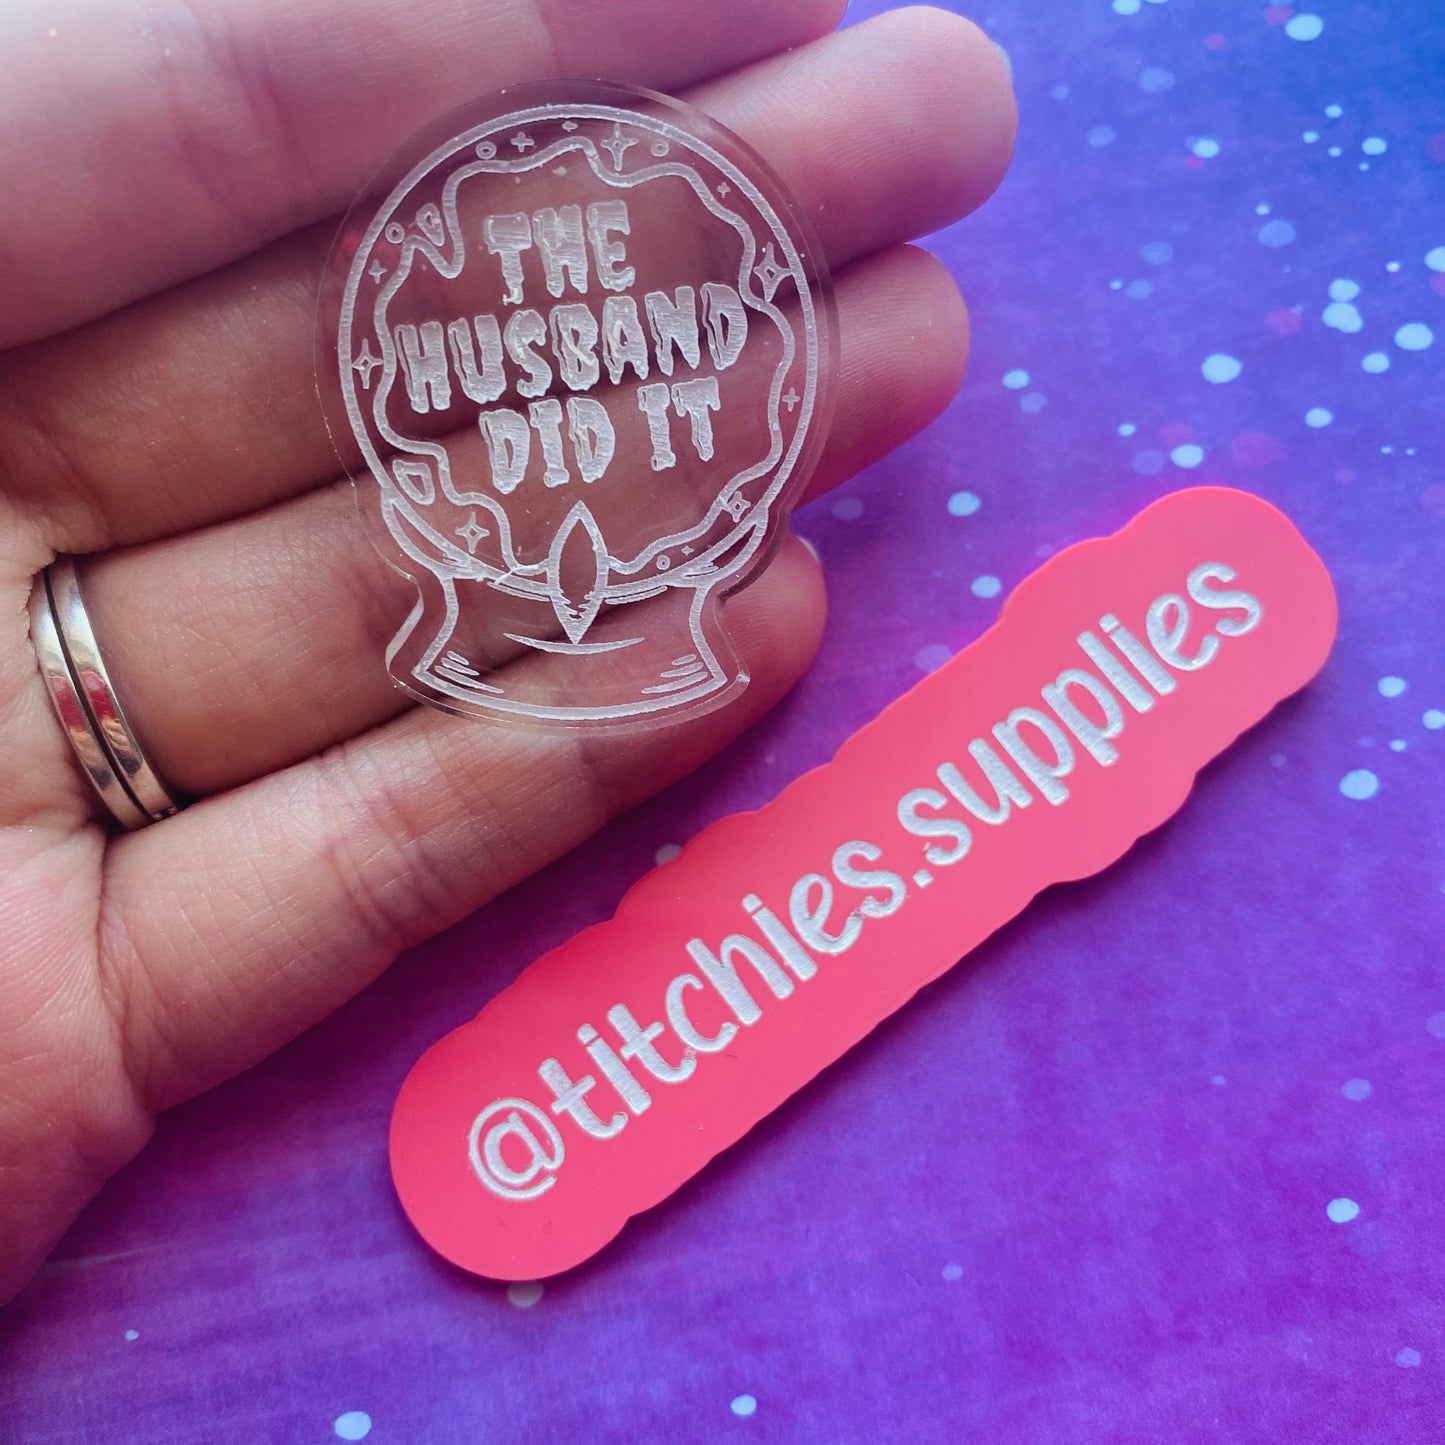 THE
HUSBAND
DID IT
@titchies.supplies